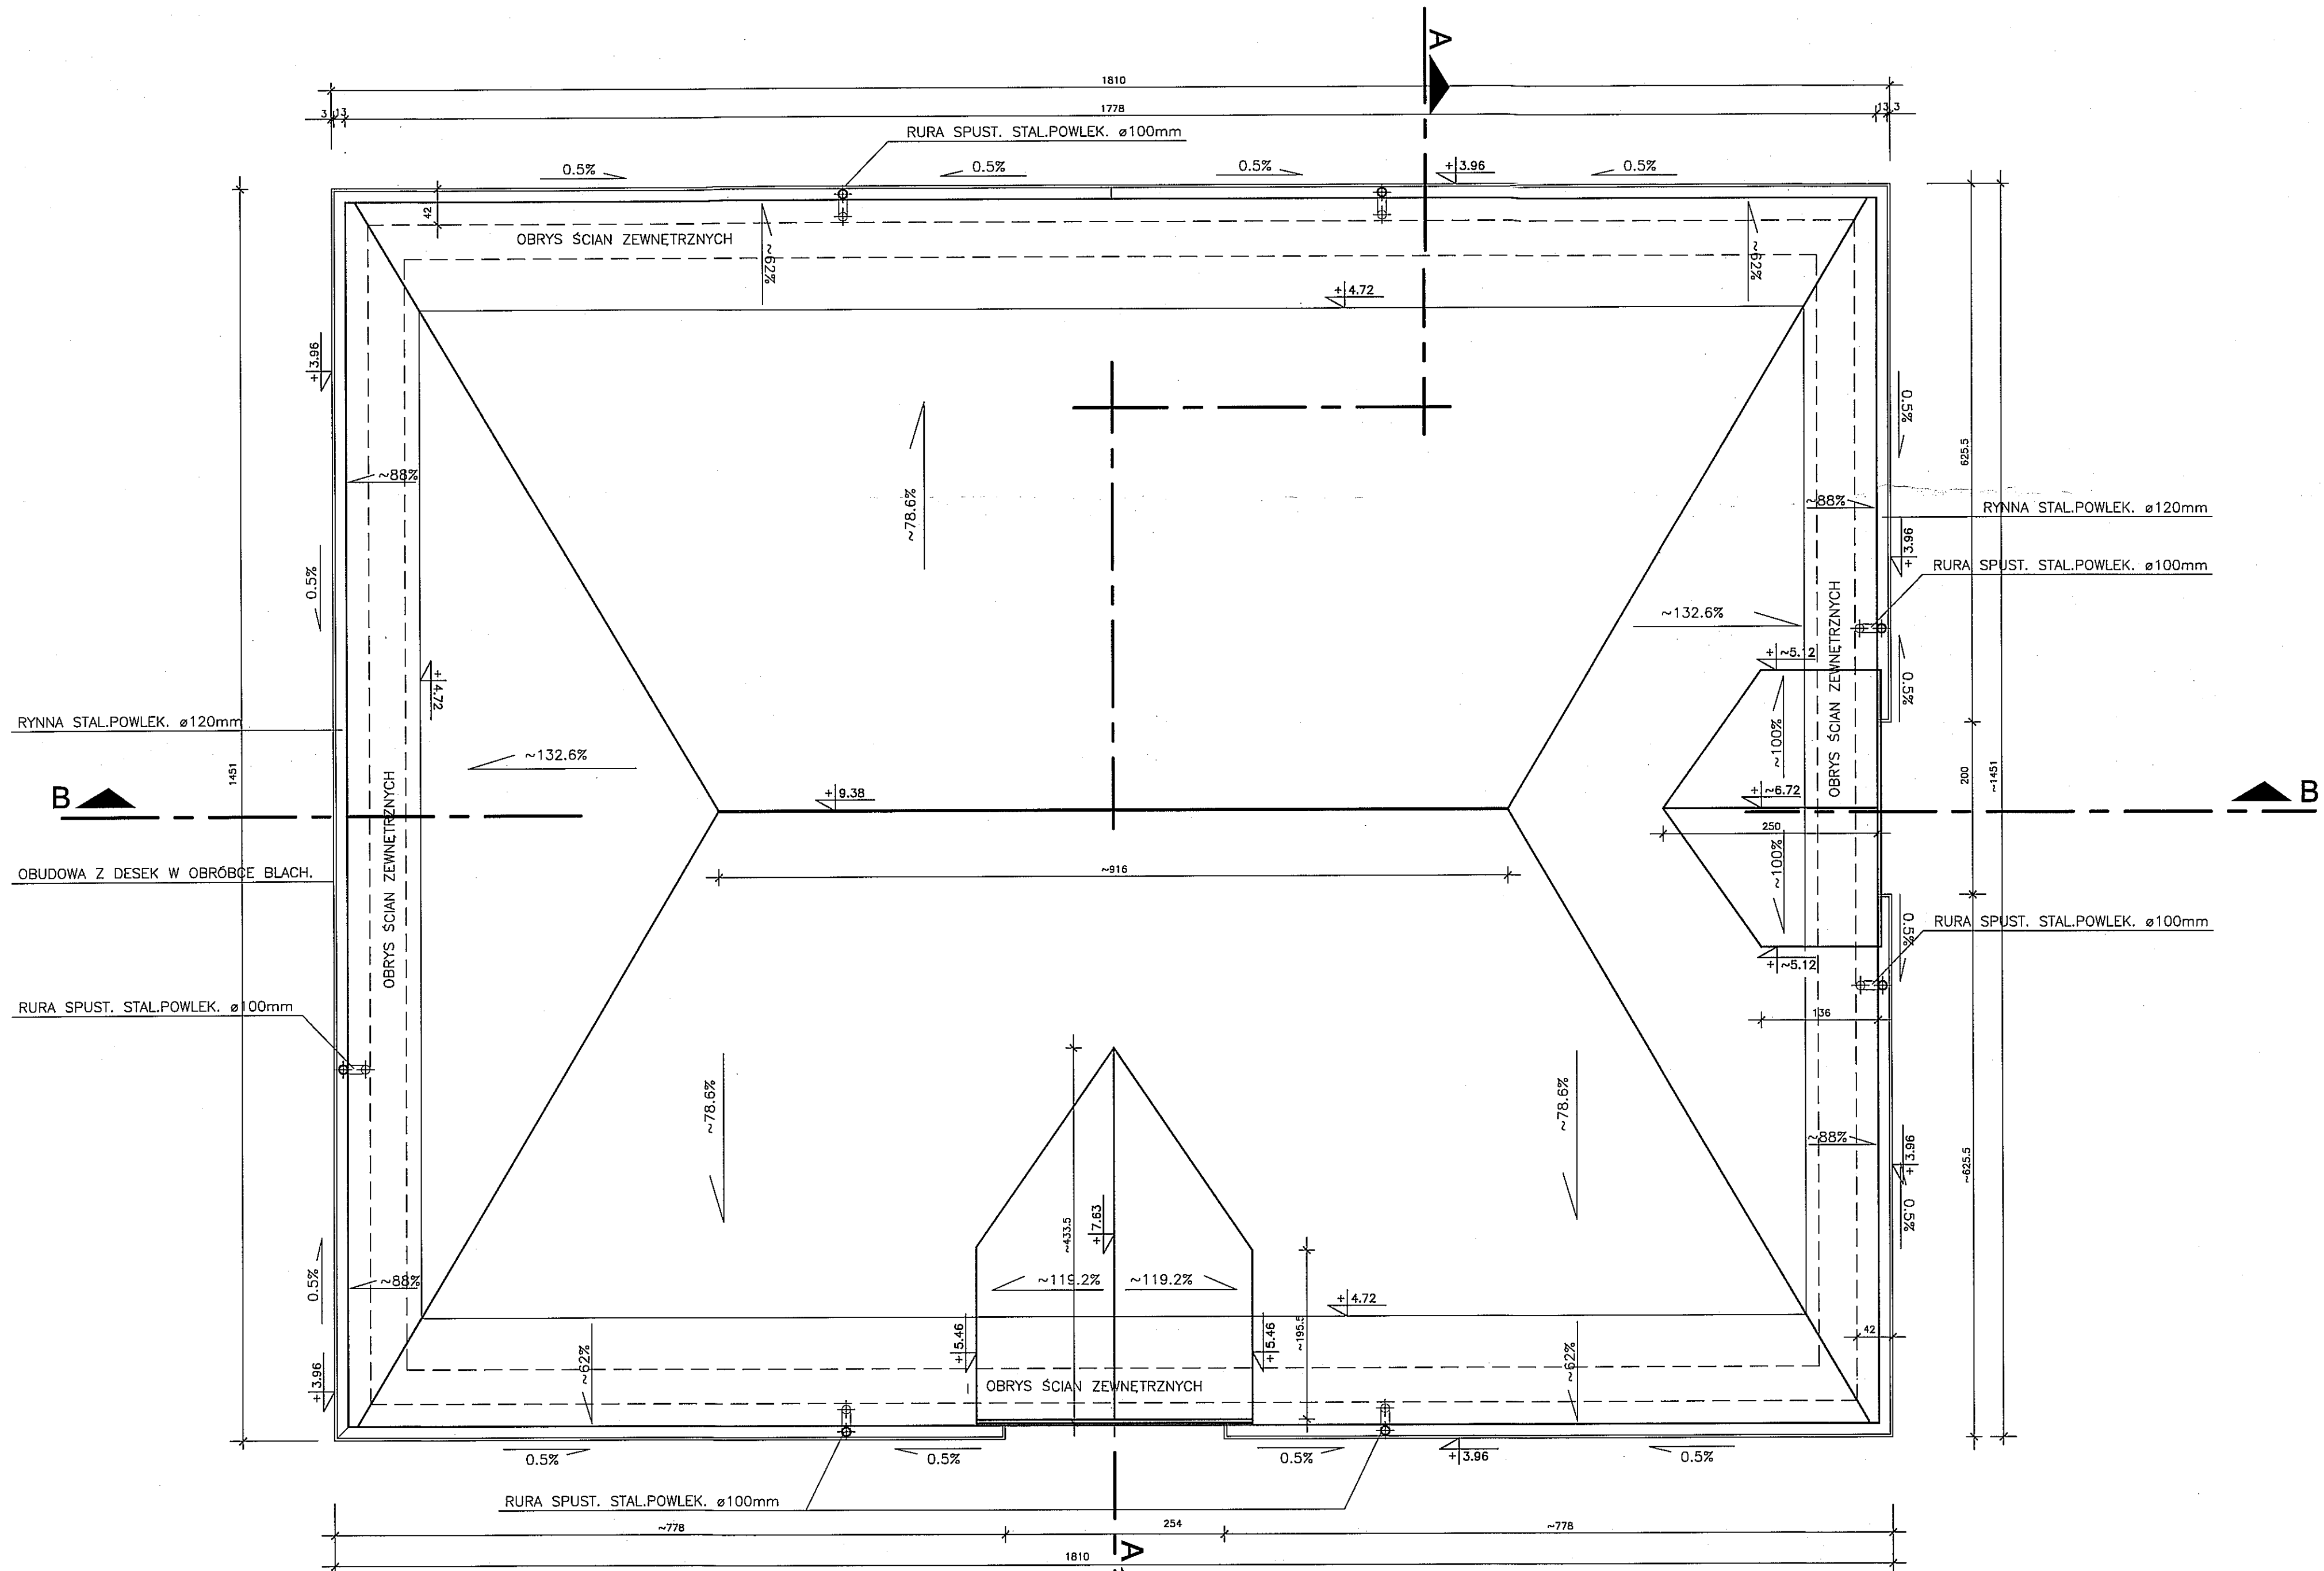 A
1810
3 13 1778 13 3
RURA SPUST. STAL.POWLEK. ø100mm
0.5% 0.5% 0.5% +3.96 0.5%
42
OBRYS ŚCIAN ZEWNĘTRZNYCH
~62% ~62%
+4.72
+3.96
0.5%
~88% ~78.6% ~88%
625.5
RYNNA STAL.POWLEK. ø120mm
+3.96
RURA SPUST. STAL.POWLEK. ø100mm
0.5%
~132.6%
OBRYS ŚCIAN ZEWNĘTRZNYCH
+~5.12
+4.72
0.5%
RYNNA STAL.POWLEK. ø120mm
~100%
~132.6%
1451
200
~1451
B
+9.38
+~6.72
B
250
~100%
OBUDOWA Z DESEK W OBRÓBCE BLACH.
OBRYS ŚCIAN ZEWNĘTRZNYCH
~916
0.5%
RURA SPUST. STAL.POWLEK. ø100mm
+~5.12
RURA SPUST. STAL.POWLEK. ø100mm
136
~78.6% ~78.6%
~88%
+3.96
~625.5
0.5%
~433.5
+7.63
0.5%
~88%
~119.2% ~119.2%
+4.72
+5.46 +5.46
~195.5
42
~62% ~62%
+3.96
OBRYS ŚCIAN ZEWNĘTRZNYCH
0.5% 0.5% 0.5% +3.96 0.5%
RURA SPUST. STAL.POWLEK. ø100mm
~778 254 ~778
1810
A